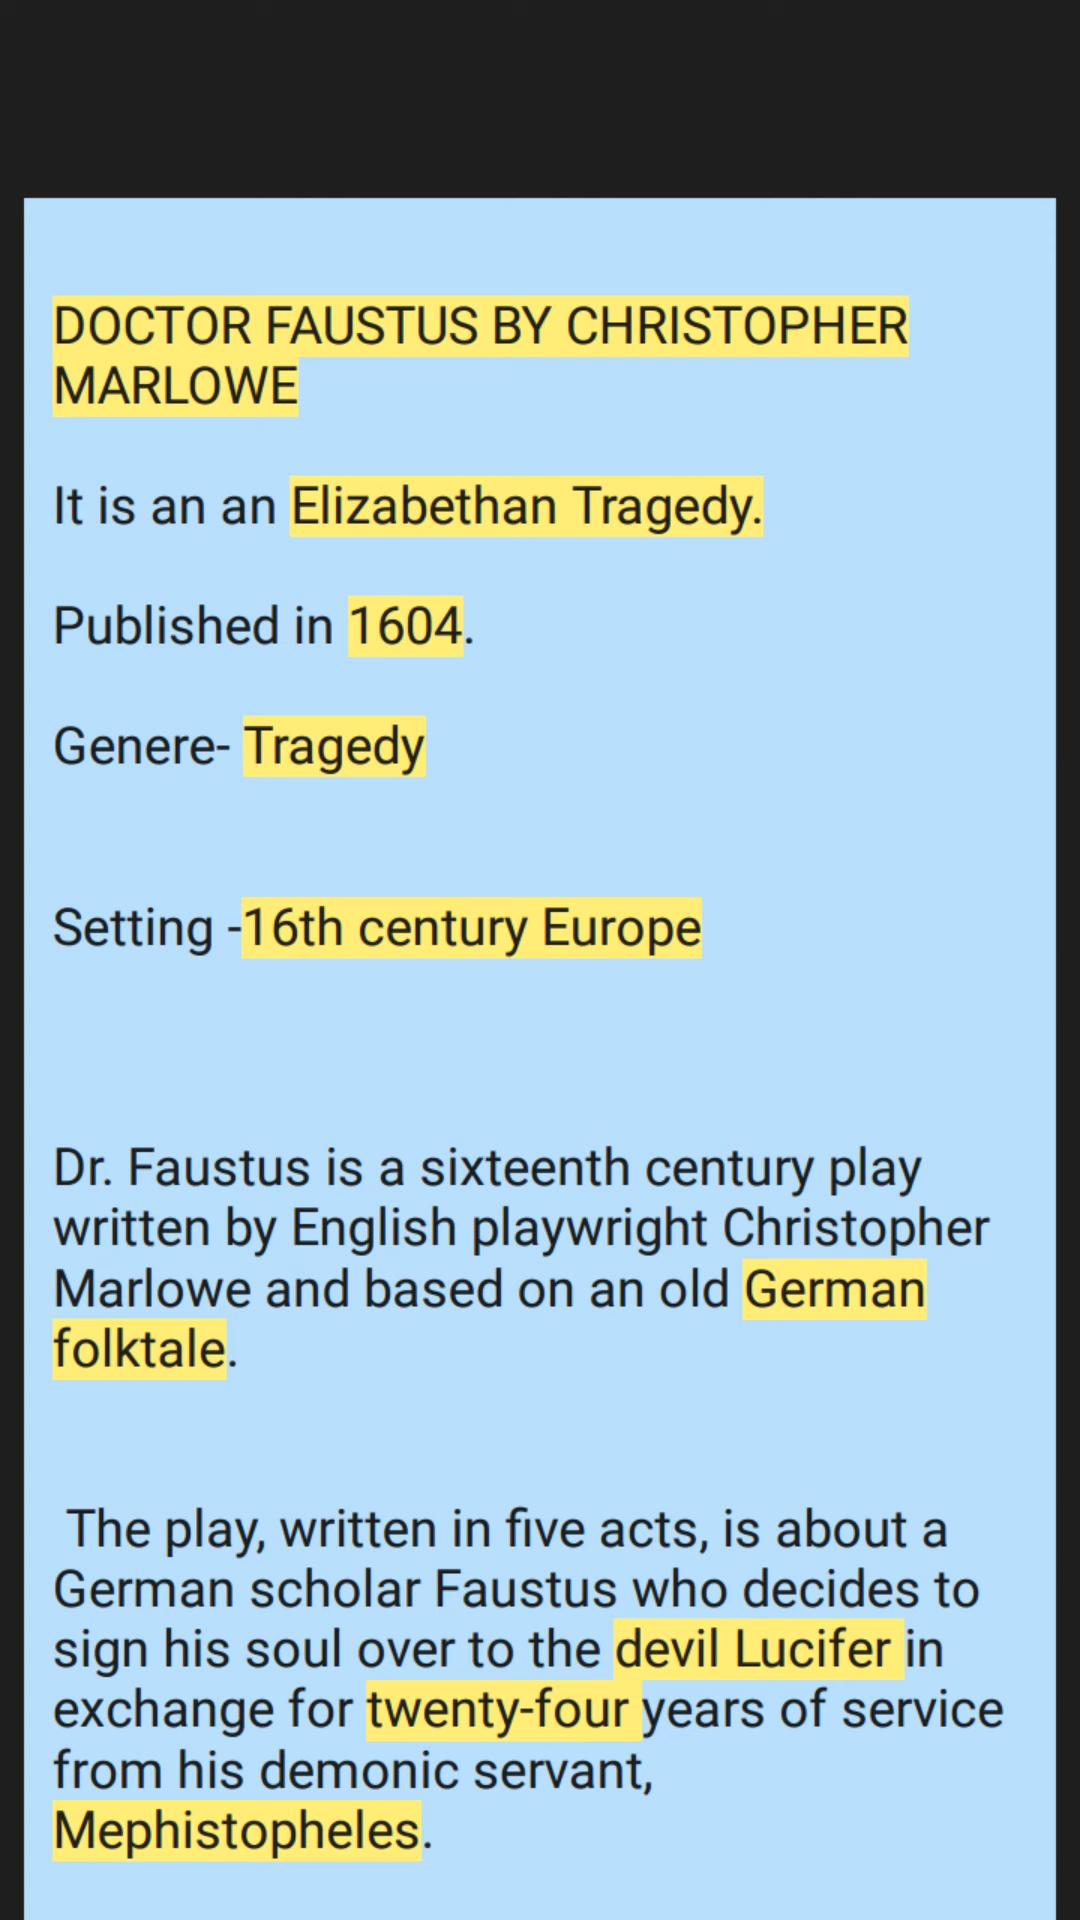 DOCTOR FAUSTUS BY CHRISTOPHER
MARLOWE
It is an an Elizabethan Tragedy.
Published in 1604.
Genere- Tragedy
Setting -16th century Europe
Dr. Faustus is a sixteenth century play
written by English playwright Christopher
Marlowe and based on an old German
folktale.
The play, written in five acts, is about a
German scholar Faustus who decides to
sign his soul over to the devil Lucifer in
exchange for twenty-four years of service
from his demonic servant,
Mephistopheles.